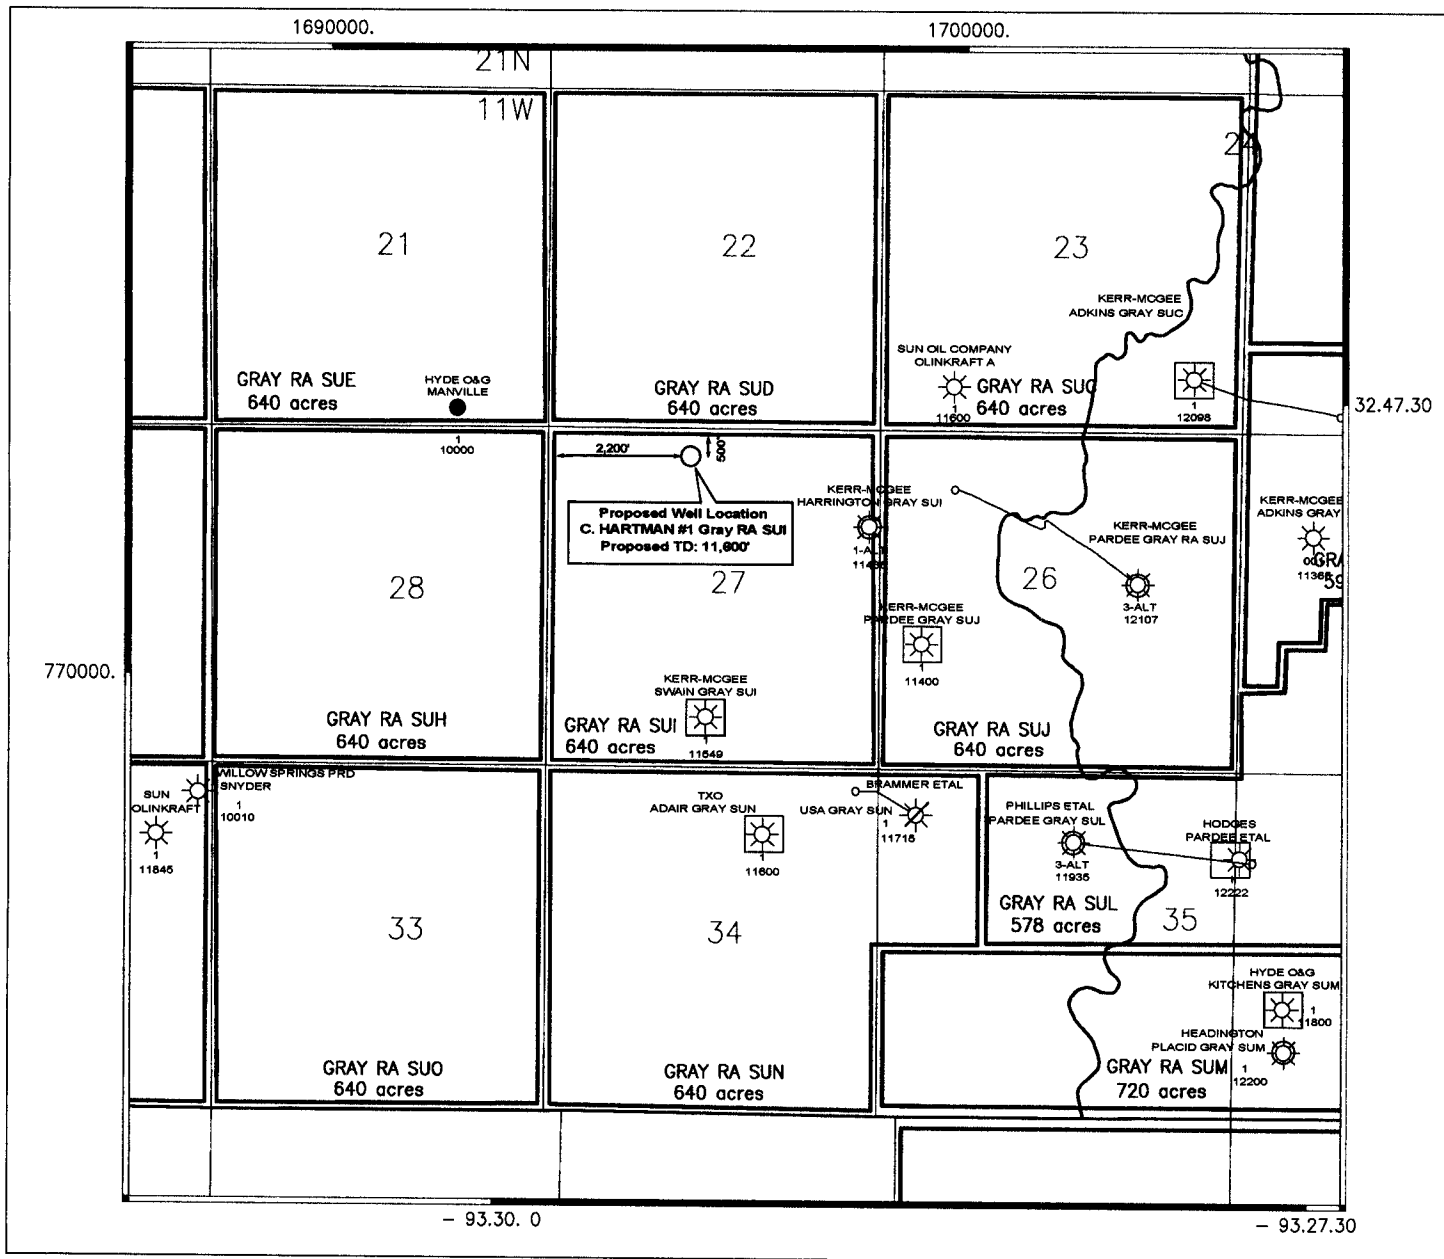 1690000.
1700000.
21N
11W
24
21
22
23
KERR-MCGEE
ADKINS GRAY SUC
SUN OIL COMPANY
OLINKRAFT A
GRAY RA SUE
640 acres
HYDE O&G
MANVILLE
1
10000
GRAY RA SUD
640 acres
GRAY RA SUC
640 acres
1
11600
1
12098
32.47.30
2,200'
500'
Proposed Well Location
C. HARTMAN #1 Gray RA SUI
Proposed TD: 11,600'
KERR-MCGEE
HARRINGTON GRAY SUI
1-ALT
KERR-MCGEE
PARDEE GRAY RA SUJ
3-ALT
12107
KERR-MCGEE
ADKINS GRAY
11365
28
27
26
KERR-MCGEE
PARDEE GRAY SUJ
1
11400
770000.
KERR-MCGEE
SWAIN GRAY SUI
1
11549
GRAY RA SUH
640 acres
GRAY RA SUI
640 acres
GRAY RA SUJ
640 acres
WILLOW SPRINGS PRD
SNYDER
1
10010
SUN
OLINKRAFT
1
11845
TXO
ADAIR GRAY SUN
1
11600
BRAMMER ETAL
USA GRAY SUN
1
11715
PHILLIPS ETAL
PARDEE GRAY SUL
3-ALT
11935
HODGES
PARDEE ETAL
1
12222
GRAY RA SUL
578 acres
33
34
35
HYDE O&G
KITCHENS GRAY SUM
1
11800
HEADINGTON
PLACID GRAY SUM
1
12200
GRAY RA SUO
640 acres
GRAY RA SUN
640 acres
GRAY RA SUM
720 acres
- 93.30. 0
- 93.27.30